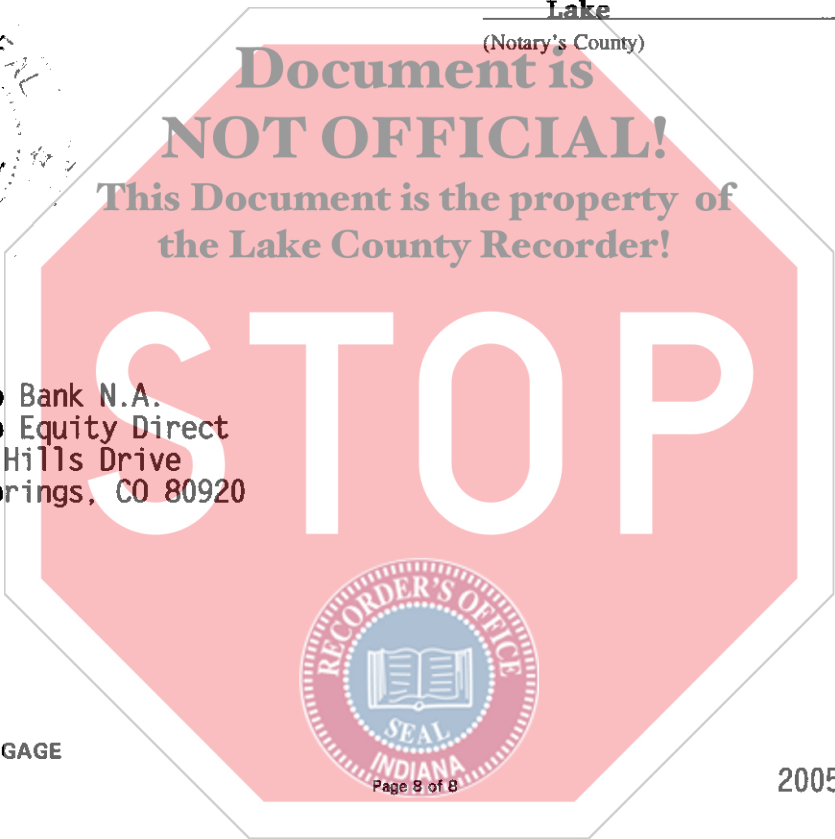 Lake
(Notary's County)
Document is
NOT OFFICIAL!
This Document is the property of
the Lake County Recorder!
STOP
Bank N.A.
Equity Direct
Hills Drive
rings, CO 80920
RECORDER'S OFFICE
SEAL
INDIANA
GAGE
Page 8 of 8
2005